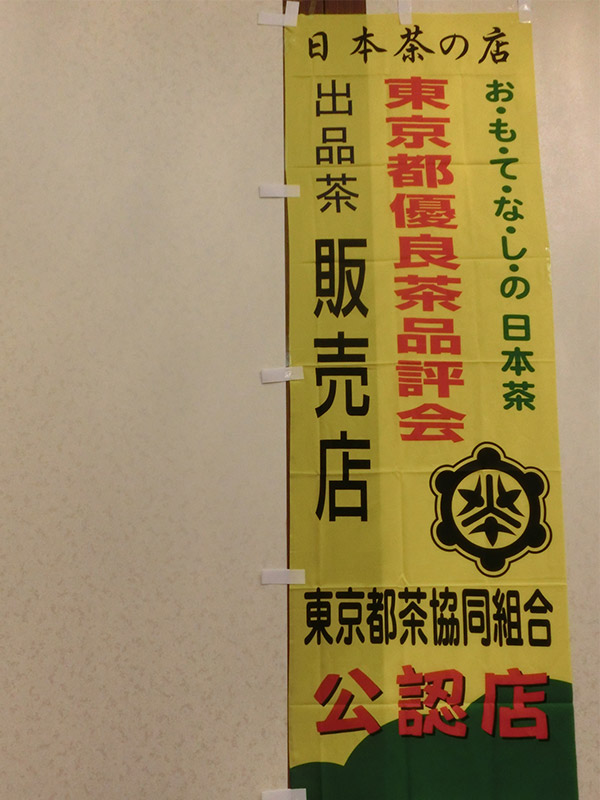 日本茶の店
お・も・て・な・し・の 日本茶
東京都優良茶品評会
出品茶 販売店
茶
東京都茶協同組合
公認店